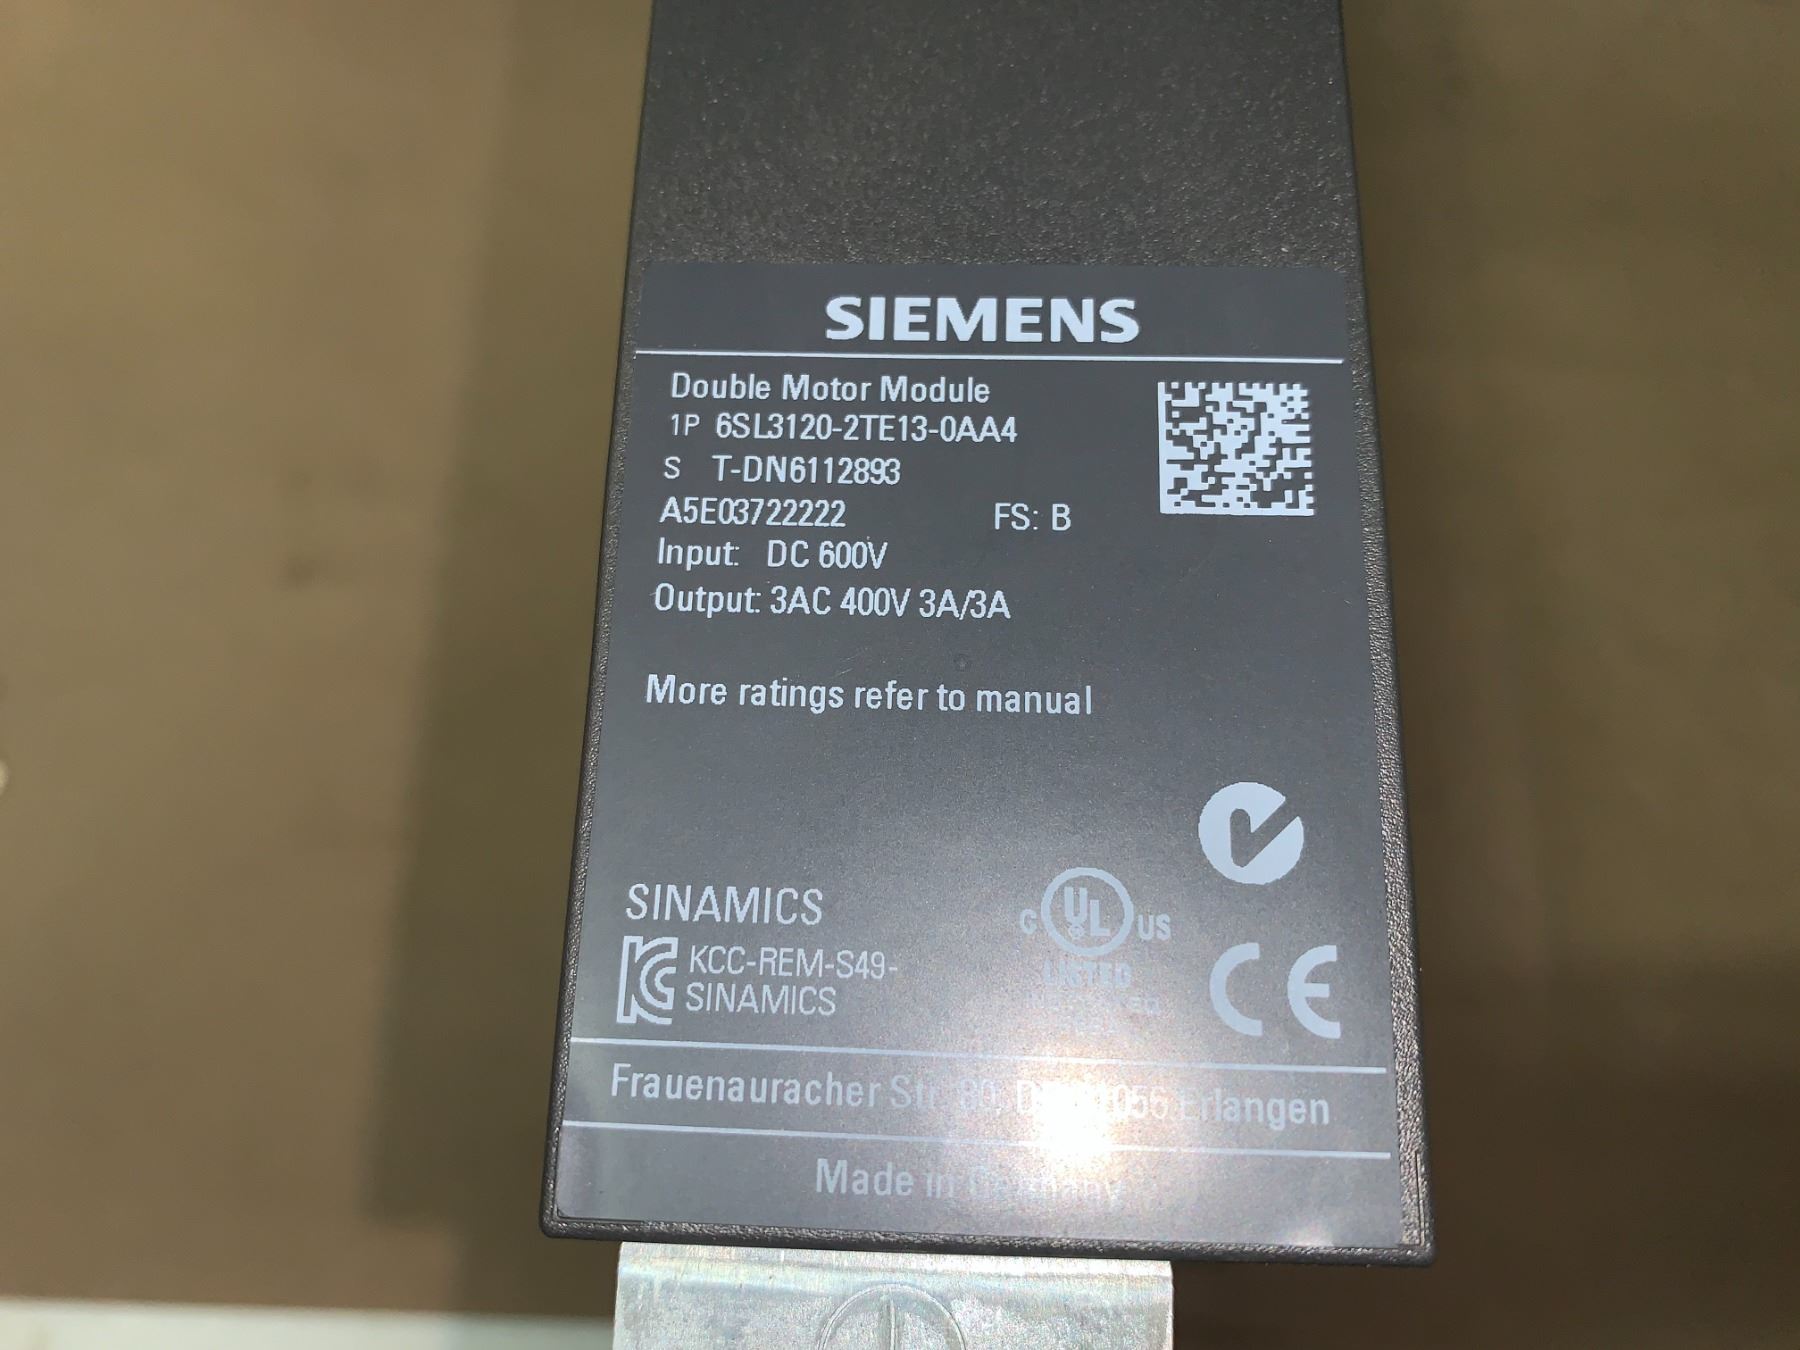 SIEMENS
Double Motor Module
1P 6SL3120-2TE13-0AA4
S T-DN6112893
A5E03722222 FS: B
Input: DC 600V
Output: 3AC 400V 3A/3A
More ratings refer to manual
SINAMICS
C UL US
LISTED
KCC-REM-S49-
SINAMICS
CE
Frauenauracher Str. 80, Erlangen
Made in Germany